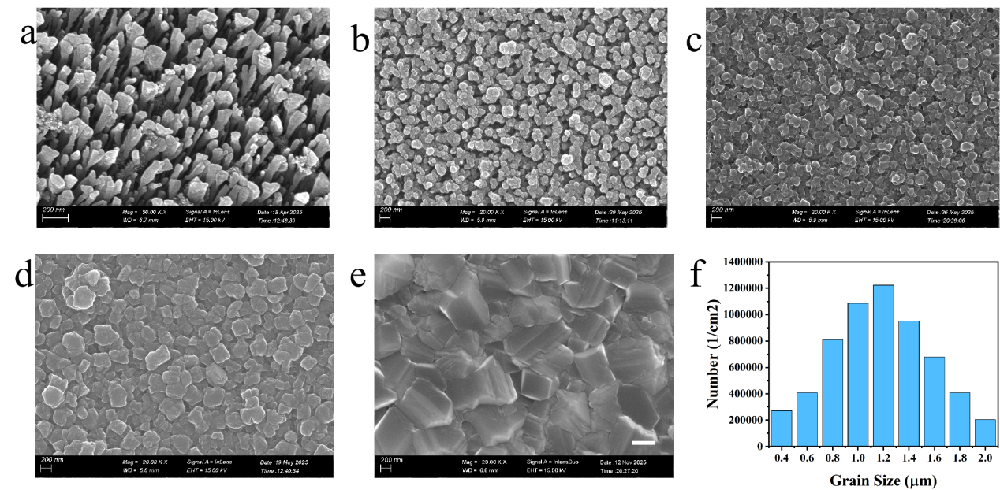 a
200 nm
Mag = 50.00 K X Signal A = InLens Date :18 Apr 2025
WD = 6.7 mm EHT = 15.00 kV Time :12:48:39
b
200 nm
Mag = 20.00 K X Signal A = InLens Date :29 May 2025
WD = 5.9 mm EHT = 15.00 kV Time :11:13:11
c
200 nm
Mag = 20.00 K X Signal A = InLens Date :26 May 2025
WD = 5.9 mm EHT = 15.00 kV Time :20:29:06
d
200 nm
Mag = 20.00 K X Signal A = InLens Date :19 May 2025
WD = 5.8 mm EHT = 15.00 kV Time :12:40:34
e
200 nm
Mag = 20.00 K X Signal A = InlensDuo Date :12 Nov 2025
WD = 6.8 mm EHT = 15.00 kV Time :20:27:20
f
1400000
1200000
1000000
800000
600000
400000
200000
0
Number (1/cm2)
0.4 0.6 0.8 1.0 1.2 1.4 1.6 1.8 2.0
Grain Size (μm)